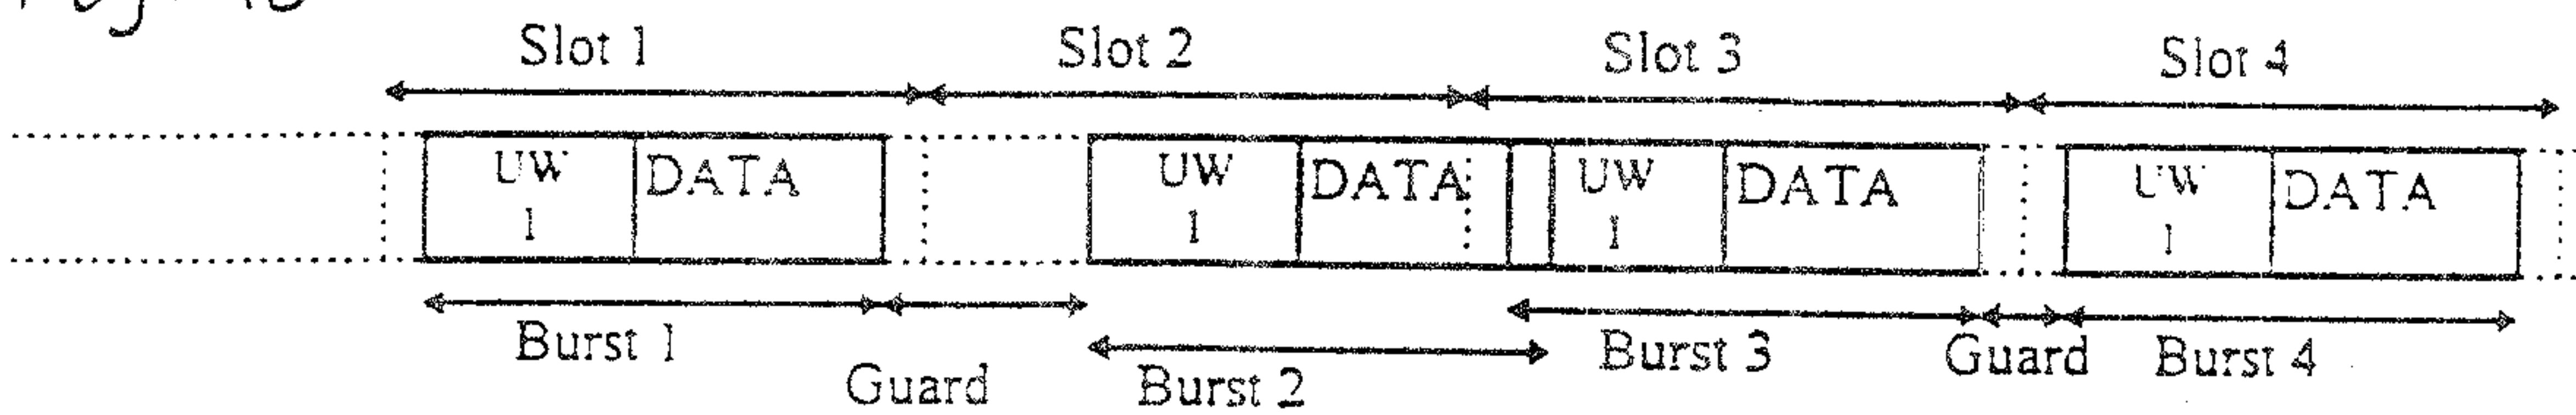 Slot 1 Slot 2 Slot 3 Slot 4
UW DATA UW DATA UW DATA UW DATA
1 1 1 1
Burst 1 Guard Burst 2 Burst 3 Guard Burst 4